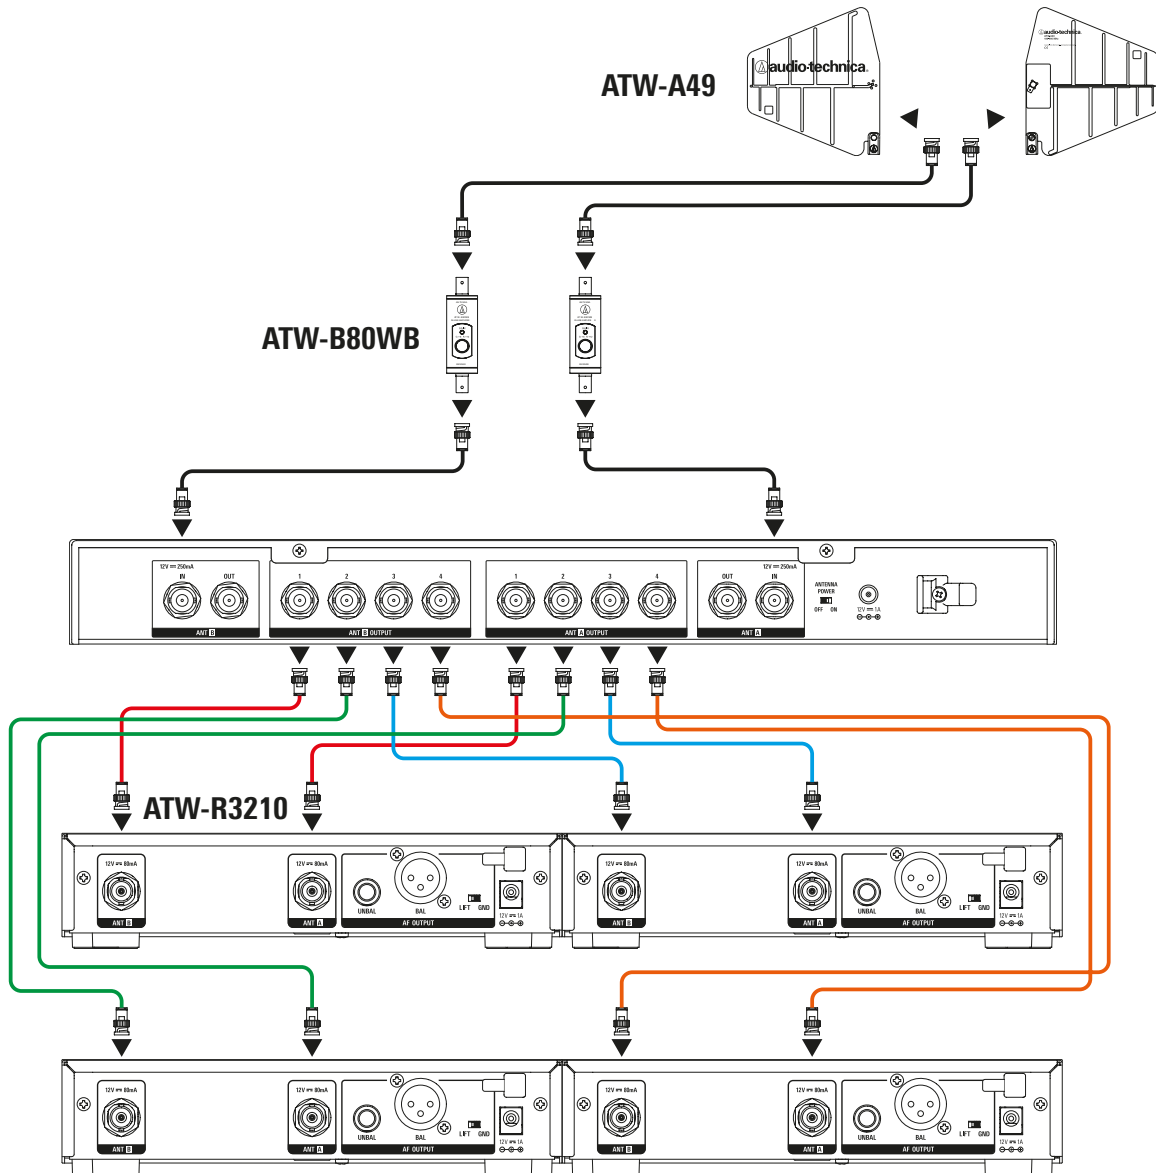 audio-technica
audio-technica.
ATW-A49
ATW-B80WB
12V 250mA
IN OUT
ANT B
1 2 3 4
ANT B OUTPUT
1 2 3 4
ANT A OUTPUT
12V 250mA
OUT IN
ANT A
ANTENNA
POWER
OFF ON
12V 1A
ATW-R3210
12V 80mA
ANT B
12V 80mA
ANT A
UNBAL
BAL
LIFT GND
AF OUTPUT
12V 1A
12V 80mA
ANT B
12V 80mA
ANT A
UNBAL
BAL
LIFT GND
AF OUTPUT
12V 1A
12V 80mA
ANT B
12V 80mA
ANT A
UNBAL
BAL
LIFT GND
AF OUTPUT
12V 1A
12V 80mA
ANT B
12V 80mA
ANT A
UNBAL
BAL
LIFT GND
AF OUTPUT
12V 1A